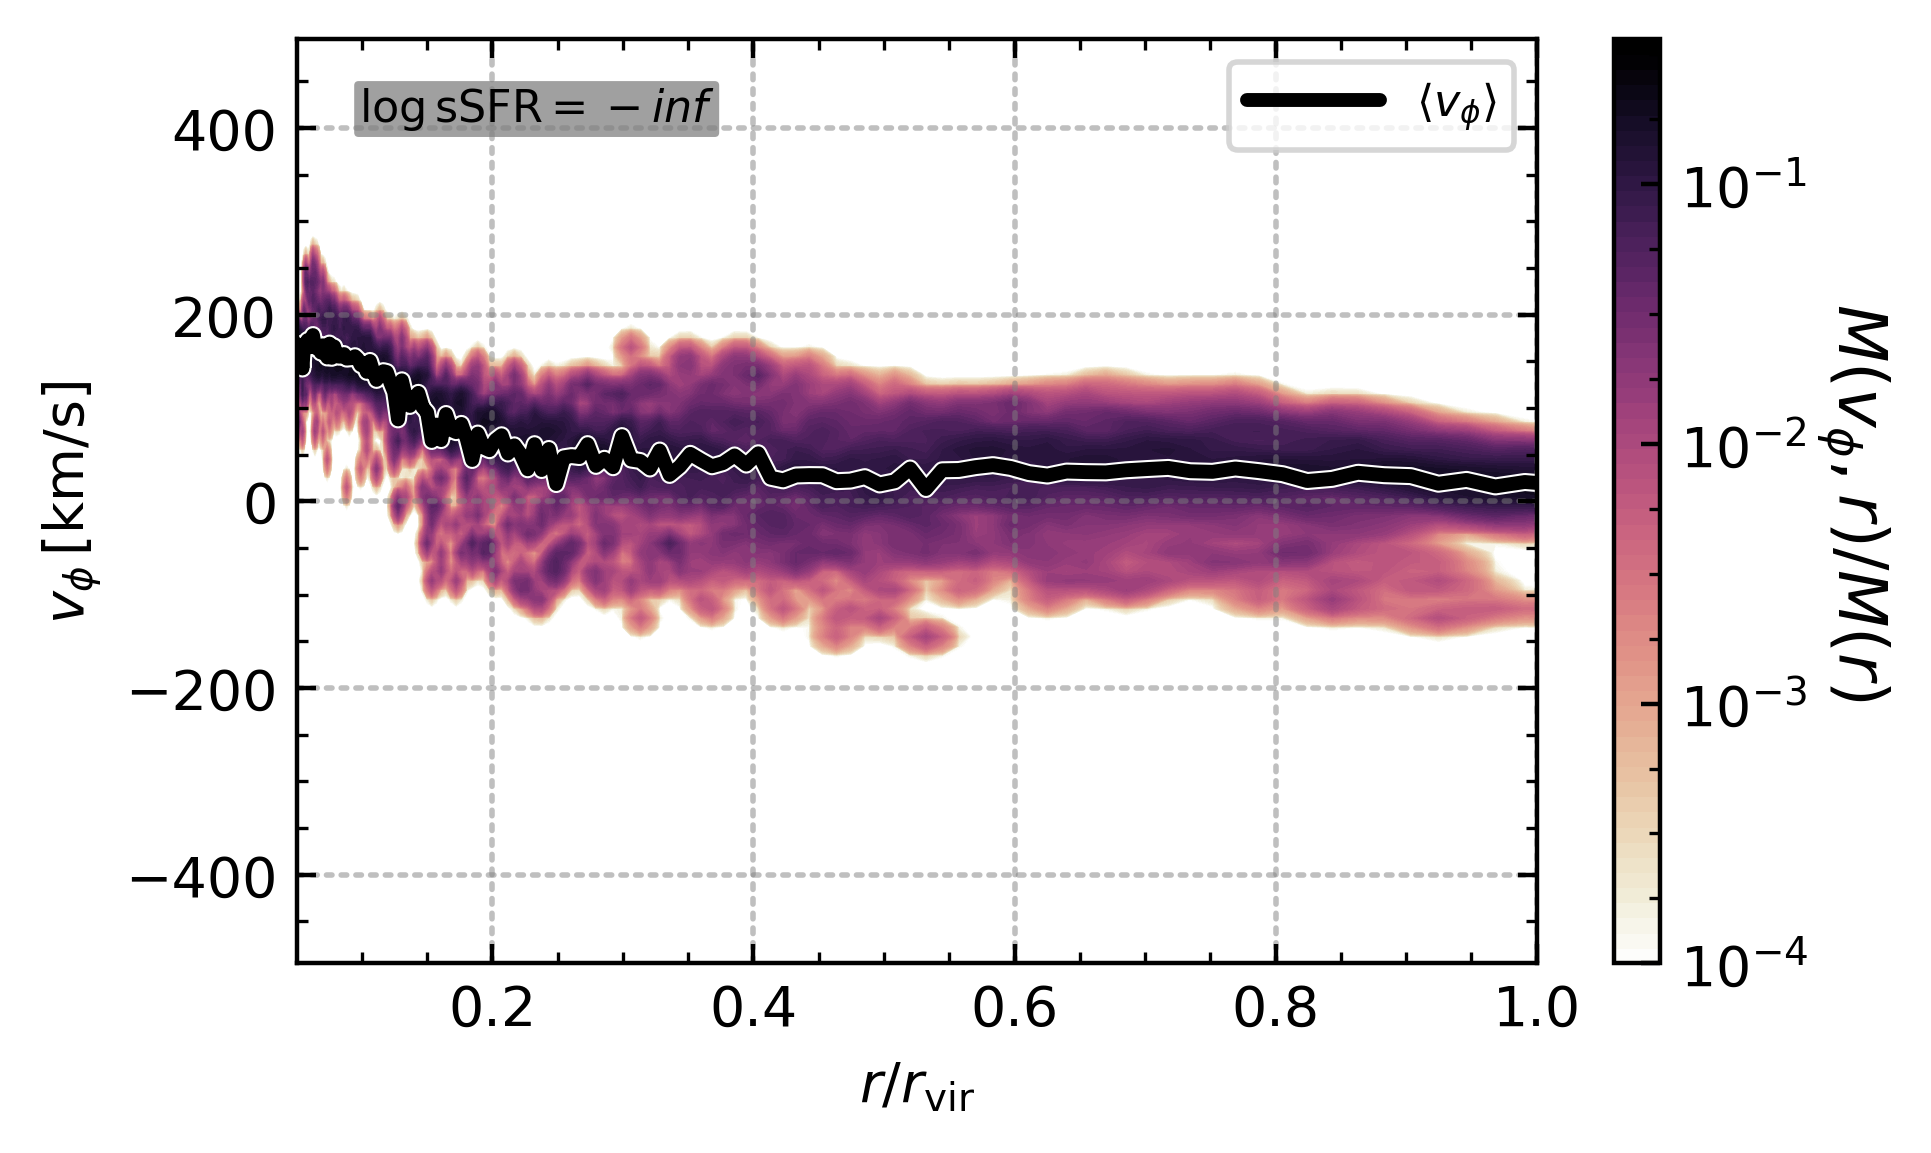 log sSFR = −inf
⟨v_ϕ⟩
400
200
0
−200
−400
v_ϕ [km/s]
0.2 0.4 0.6 0.8 1.0
r/r_vir
10⁻¹
10⁻²
10⁻³
10⁻⁴
M(v_ϕ, r)/M(r)